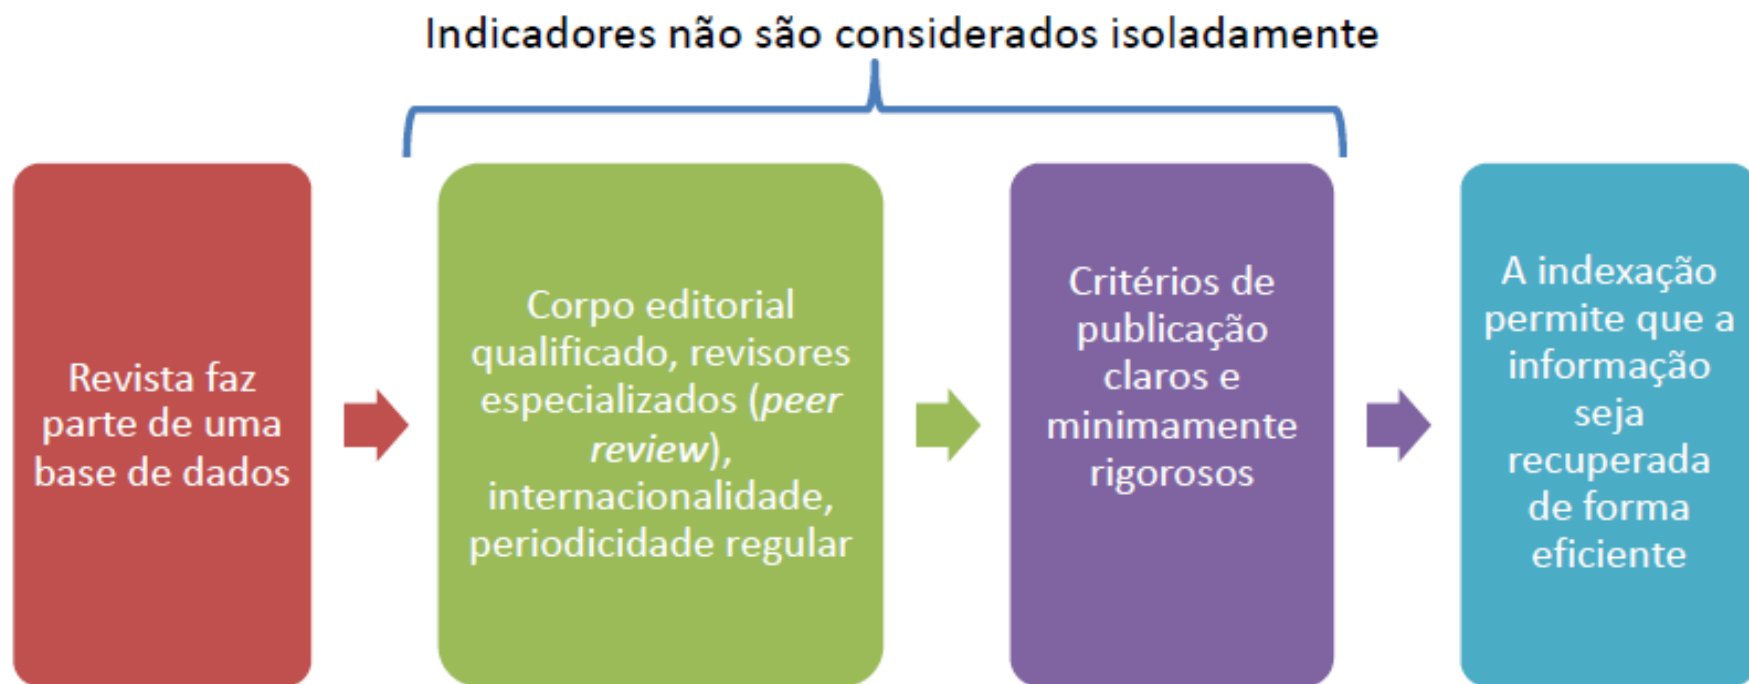 Indicadores não são considerados isoladamente
Revista faz
parte de uma
base de dados
Corpo editorial
qualificado, revisores
especializados (peer
review),
internacionalidade,
periodicidade regular
Critérios de
publicação
claros e
minimamente
rigorosos
A indexação
permite que a
informação
seja
recuperada
de forma
eficiente